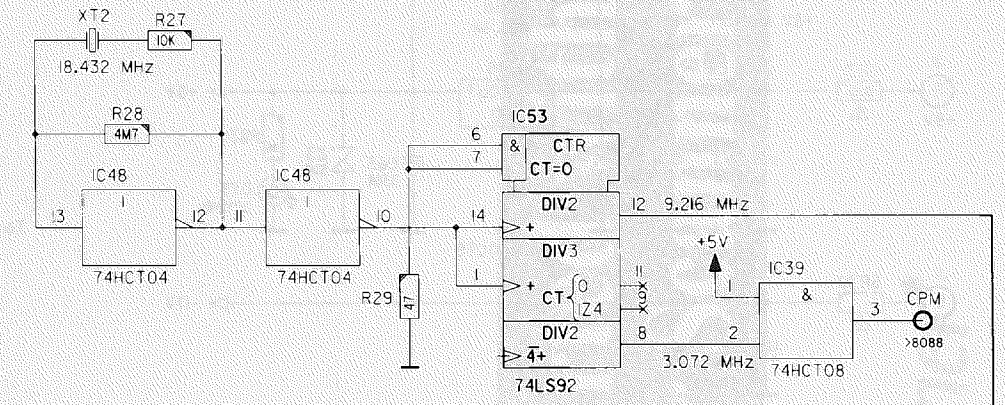 XT2
R27
10K
18.432 MHz
R28
4M7
IC48
1
13
12
74HCT04
IC48
1
11
10
74HCT04
R29
47
IC53
6
7
&
CTR
CT=0
14
DIV2
+
12
9.216 MHz
1
DIV3
+
CT
0
1Z4
11
9
DIV2
4+
8
3.072 MHz
74LS92
+5V
IC39
1
2
&
3
74HCT08
CPM
>8088